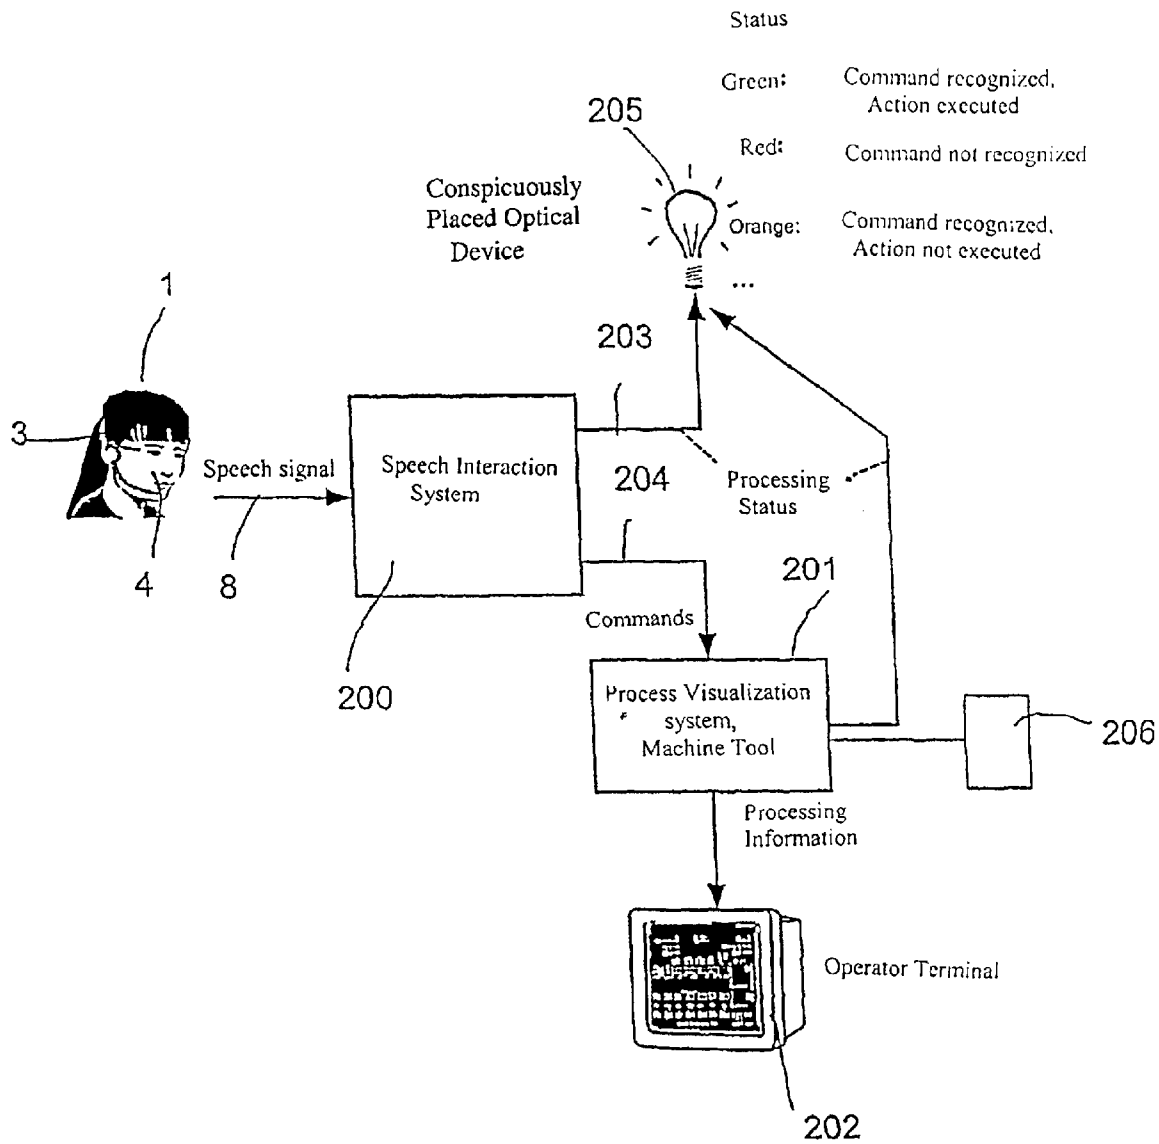 Status
Green: Command recognized,
Action executed
205
Red: Command not recognized
Conspicuously
Placed Optical
Device
Orange: Command recognized,
Action not executed
...
1
203
3
Speech signal
Speech Interaction
System
204
Processing
Status
4
8
201
Commands
200
Process Visualization
system,
Machine Tool
206
Processing
Information
Operator Terminal
202